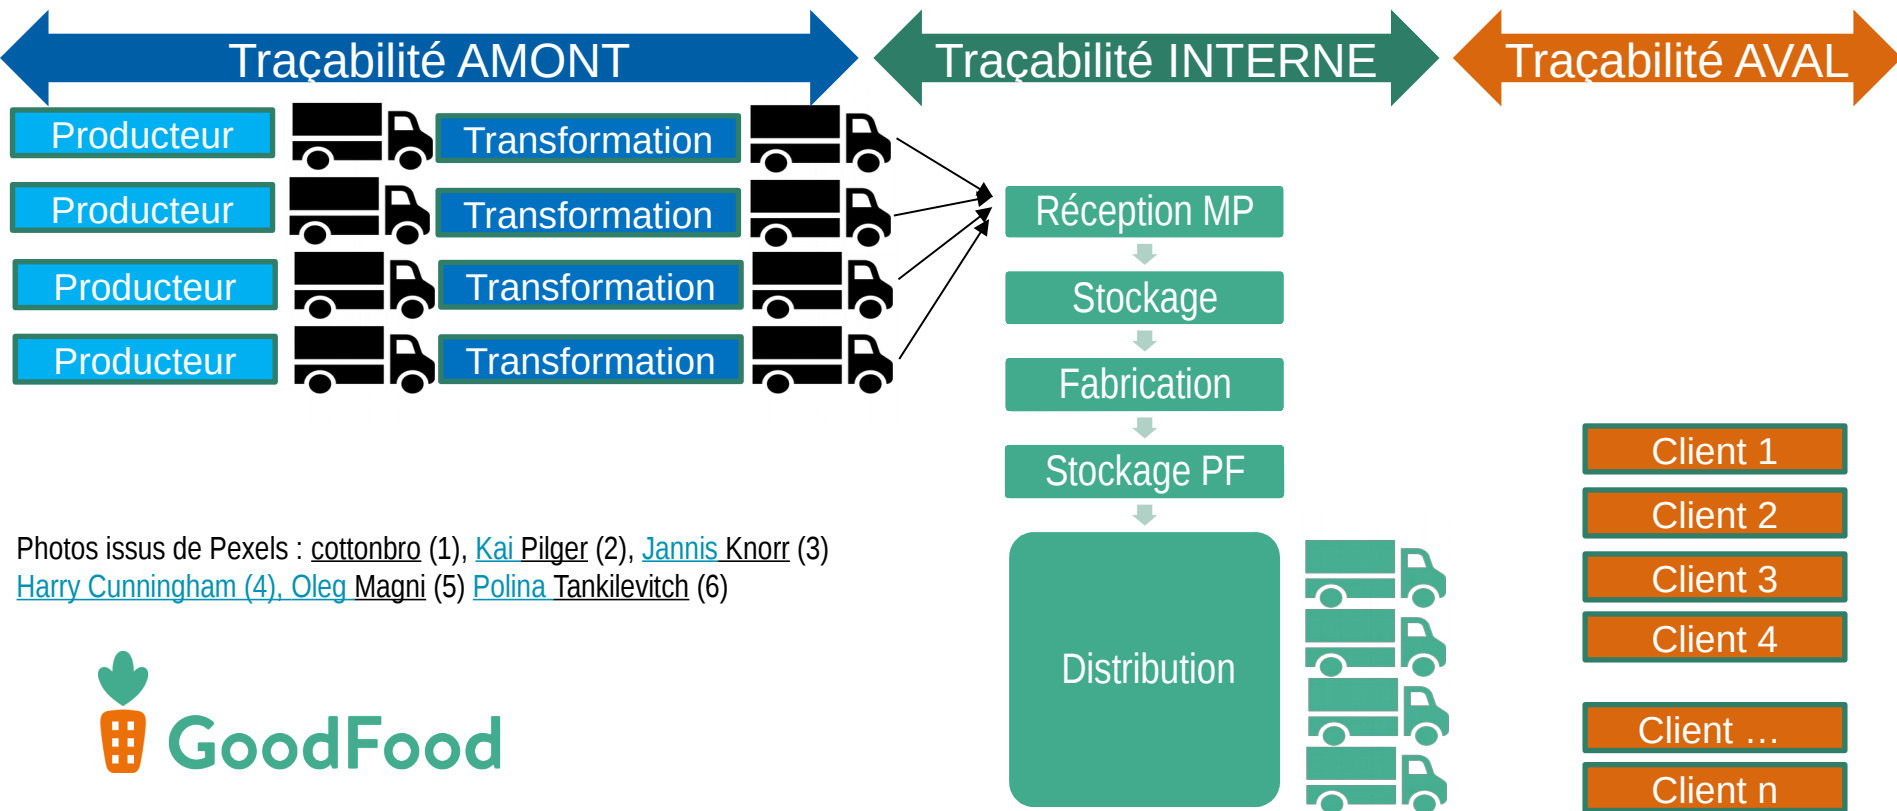 Traçabilité AMONT
Traçabilité INTERNE
Traçabilité AVAL
Producteur
Transformation
Producteur
Transformation
Producteur
Transformation
Producteur
Transformation
Réception MP
Stockage
Fabrication
Stockage PF
Distribution
Client 1
Client 2
Client 3
Client 4
Client …
Client n
Photos issus de Pexels : cottonbro (1), Kai Pilger (2), Jannis Knorr (3)
Harry Cunningham (4), Oleg Magni (5) Polina Tankilevitch (6)
GoodFood